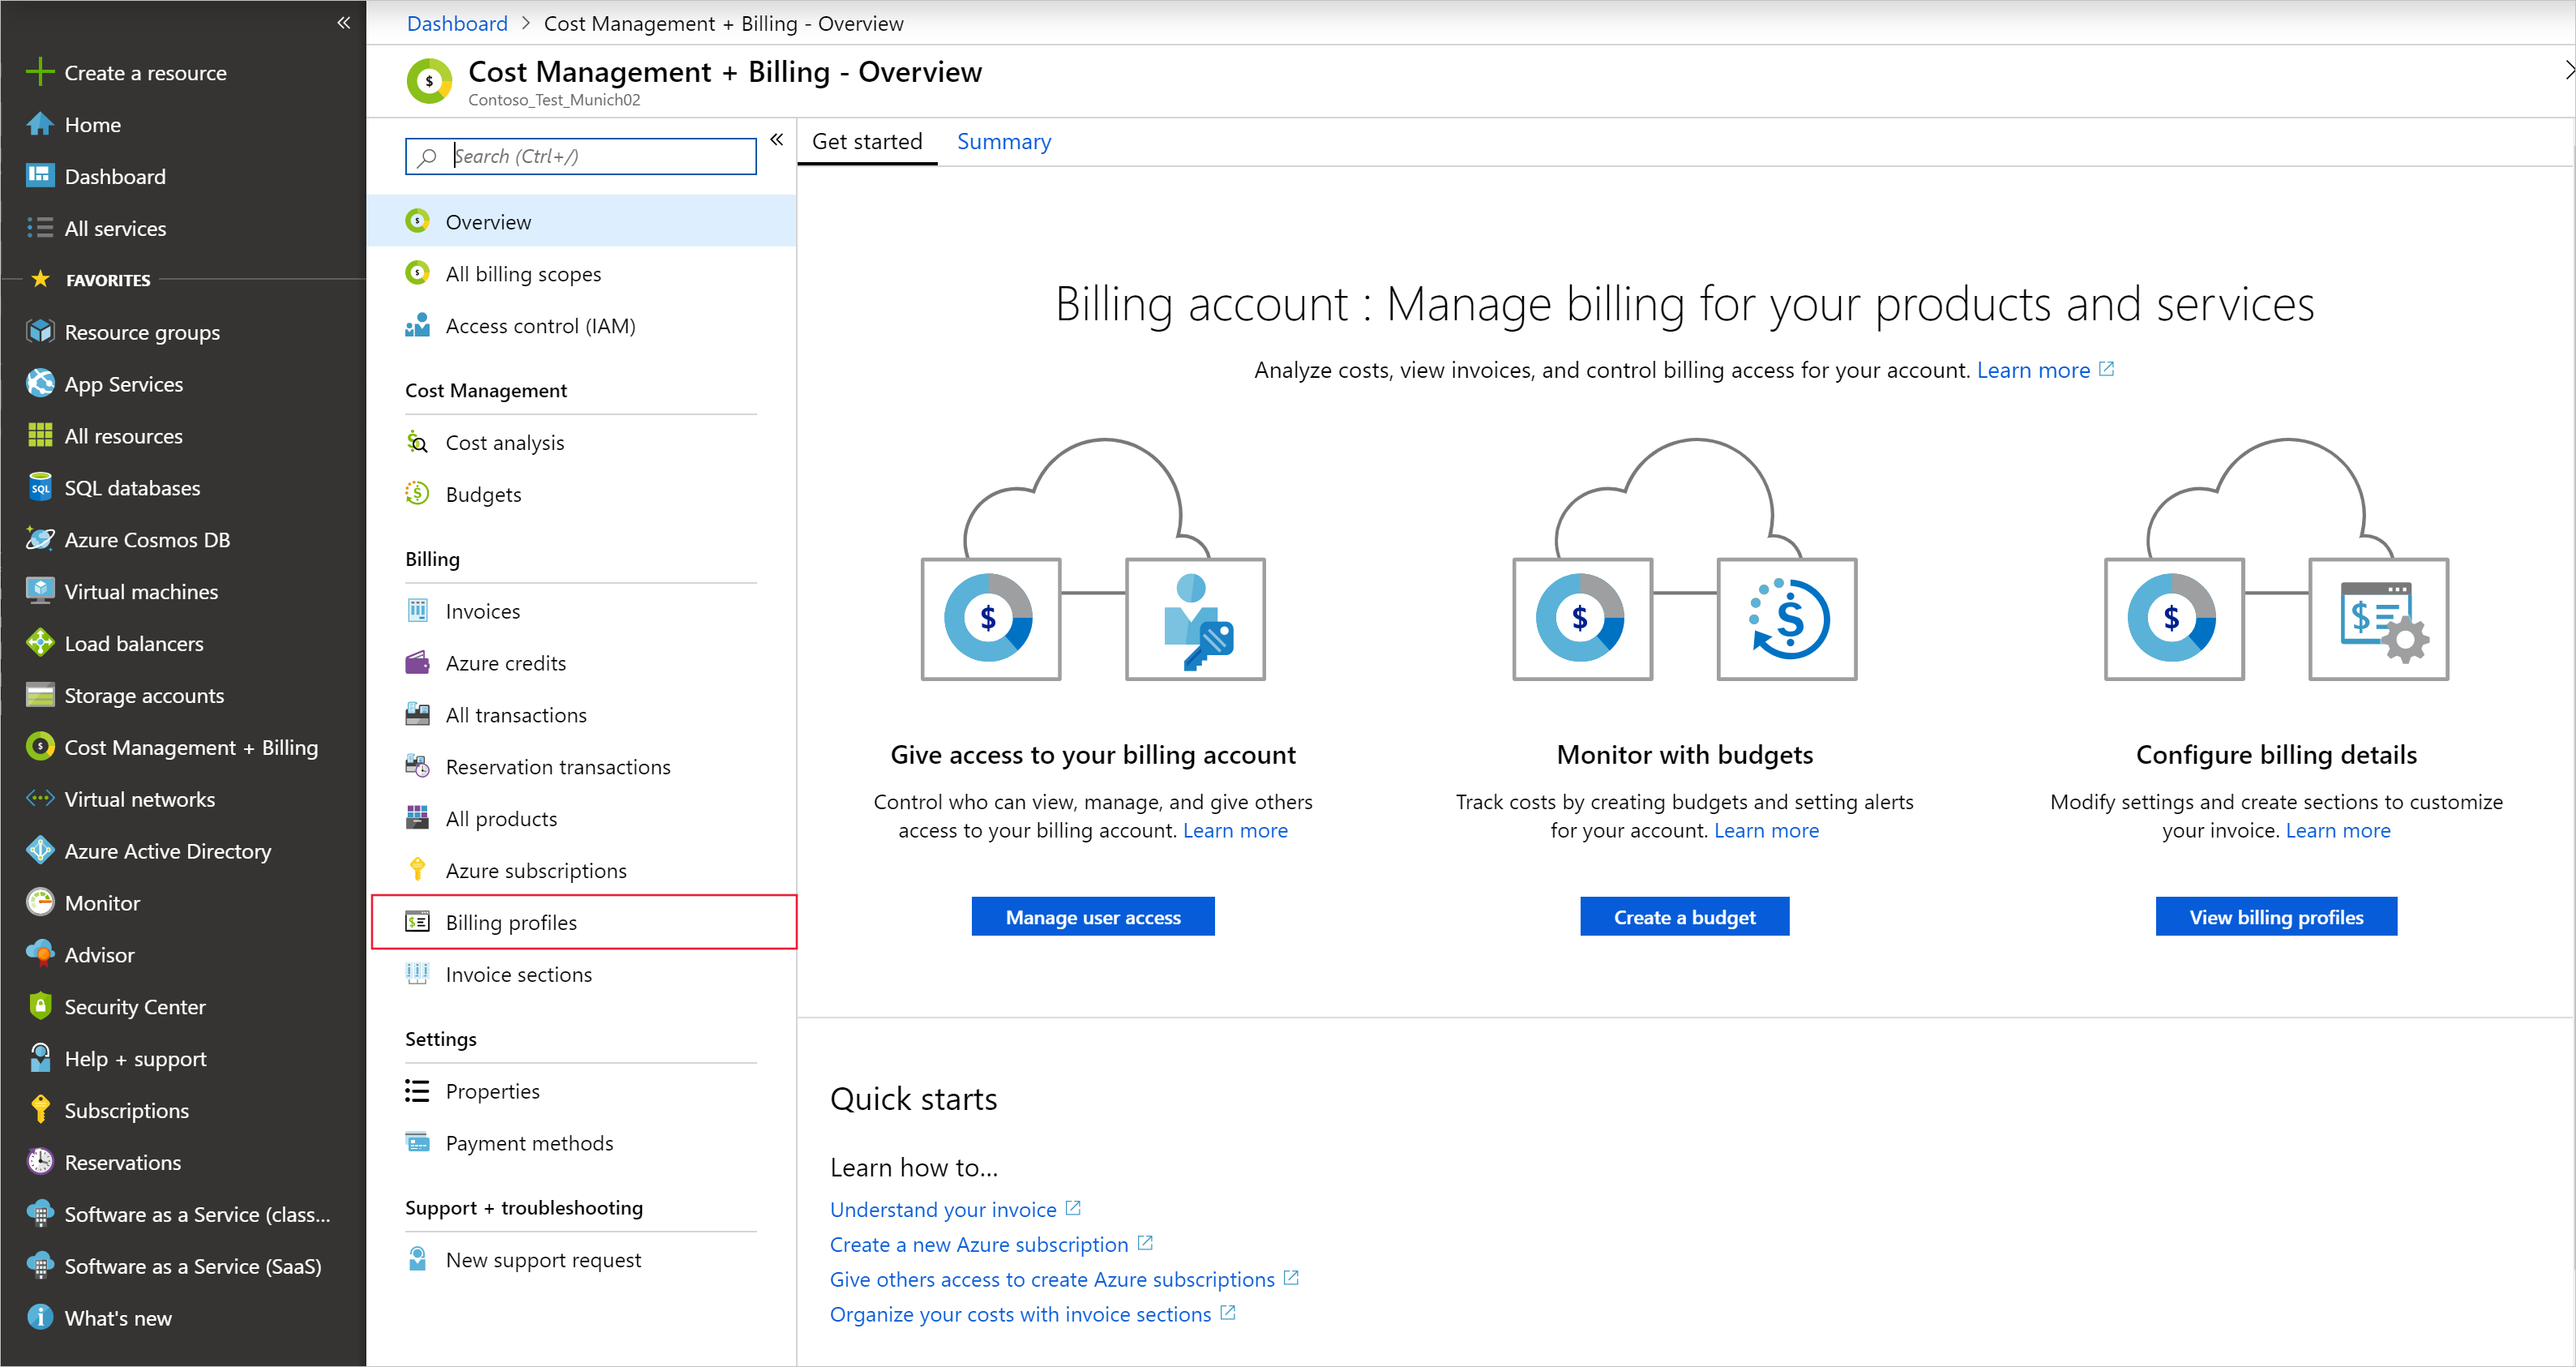 Create a resource
Home
Dashboard
All services
FAVORITES
Resource groups
App Services
All resources
SQL
SQL databases
Azure Cosmos DB
Virtual machines
Load balancers
Storage accounts
$
Cost Management + Billing
Virtual networks
Azure Active Directory
Monitor
Advisor
Security Center
Help + support
Subscriptions
Reservations
Software as a Service (class...
Software as a Service (SaaS)
What's new
Dashboard > Cost Management + Billing - Overview
$
Cost Management + Billing - Overview
Contoso_Test_Munich02
Search (Ctrl+/)
Overview
All billing scopes
Access control (IAM)
Cost Management
Cost analysis
Budgets
Billing
Invoices
Azure credits
All transactions
Reservation transactions
All products
Azure subscriptions
Billing profiles
Invoice sections
Settings
Properties
Payment methods
Support + troubleshooting
New support request
Get started Summary
Billing account : Manage billing for your products and services
Analyze costs, view invoices, and control billing access for your account. Learn more
$
Give access to your billing account
Control who can view, manage, and give others
access to your billing account. Learn more
Manage user access
$ $
Monitor with budgets
Track costs by creating budgets and setting alerts
for your account. Learn more
Create a budget
$ $
Configure billing details
Modify settings and create sections to customize
your invoice. Learn more
View billing profiles
Quick starts
Learn how to...
Understand your invoice
Create a new Azure subscription
Give others access to create Azure subscriptions
Organize your costs with invoice sections